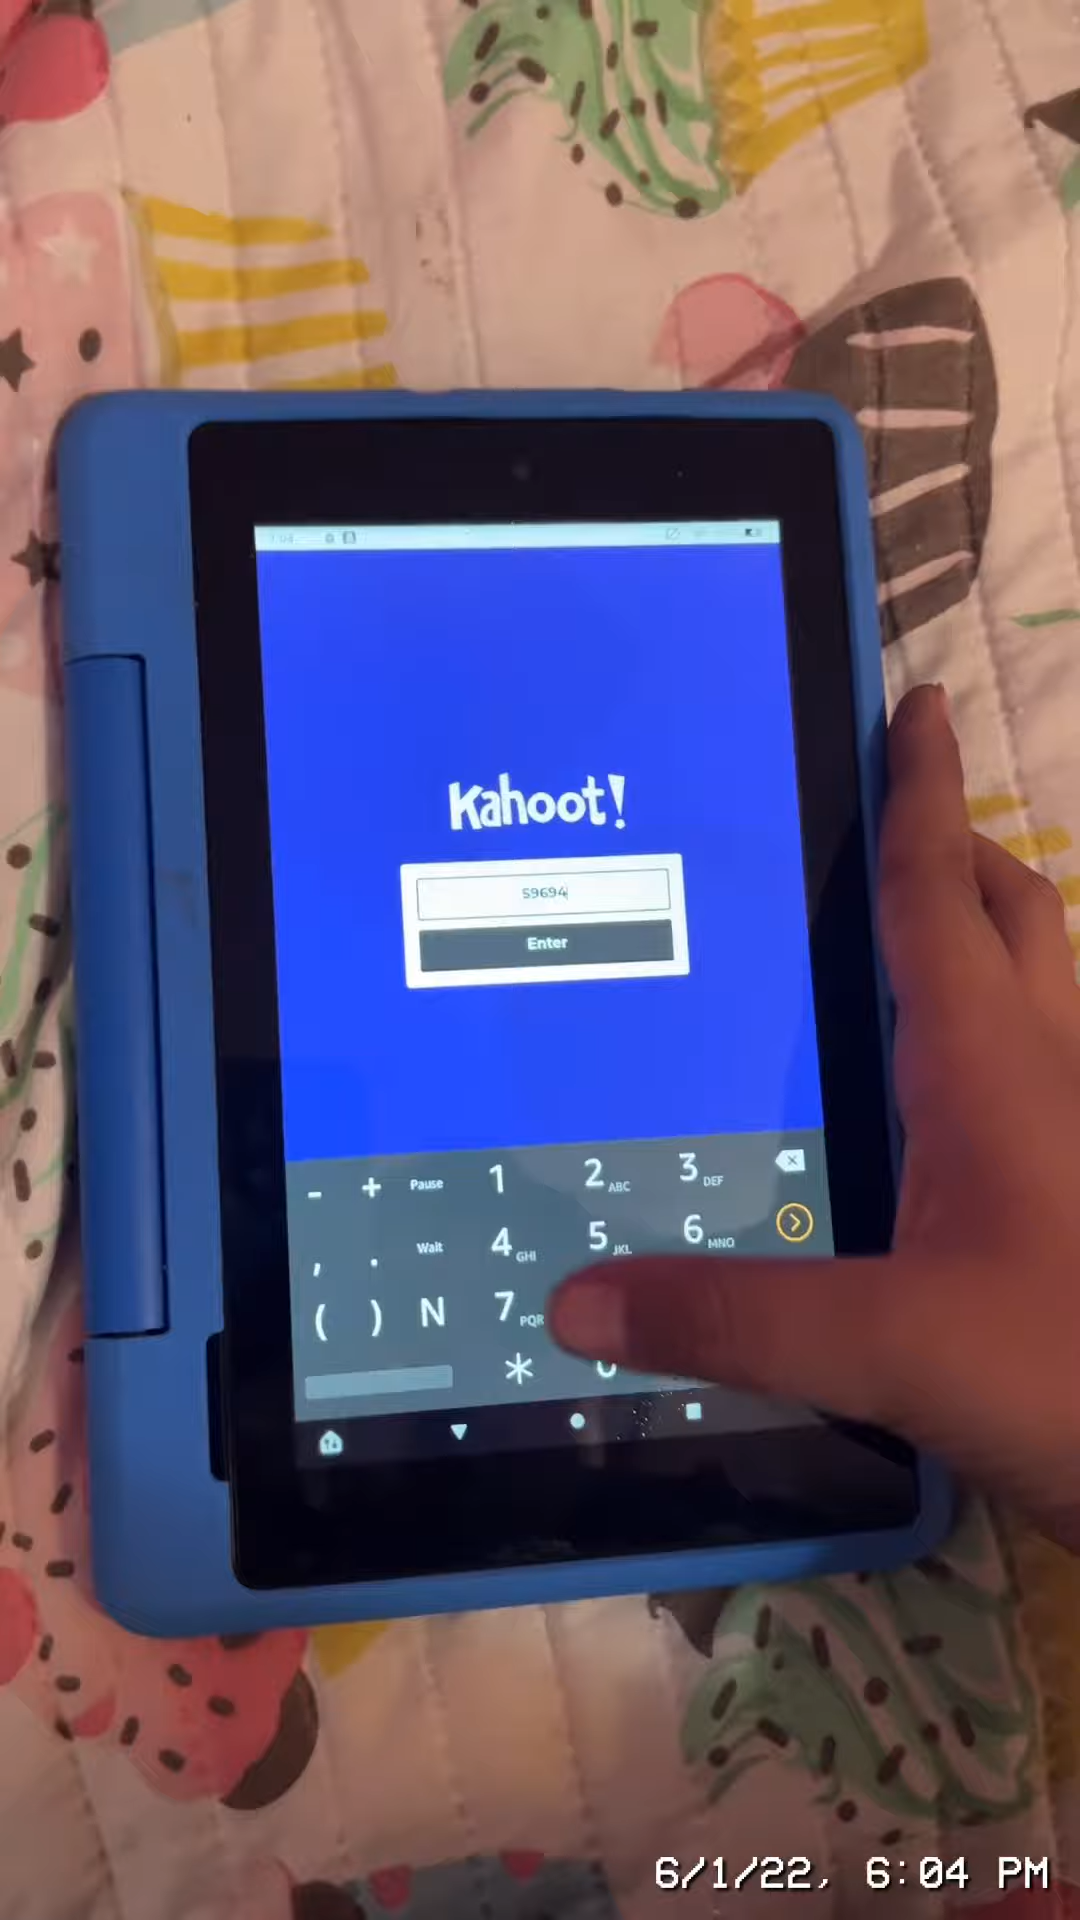 Kahoot!
59694
Enter
- + Pause 1 2 ABC 3 DEF
, . Wait 4 GHI 5 JKL 6 MNO
( ) N 7 PQR
*
6/1/22, 6:04 PM